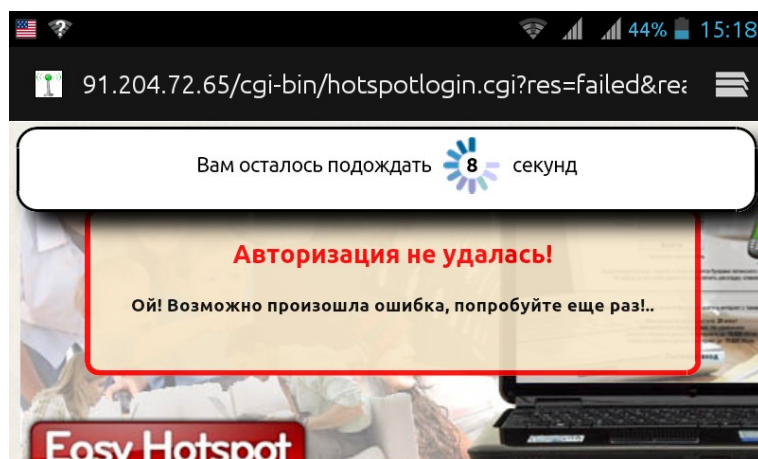 44% 15:18
91.204.72.65/cgi-bin/hotspotlogin.cgi?res=failed&rea
Вам осталось подождать 8 секунд
Авторизация не удалась!
Ой! Возможно произошла ошибка, попробуйте еще раз!..
Easy Hotspot